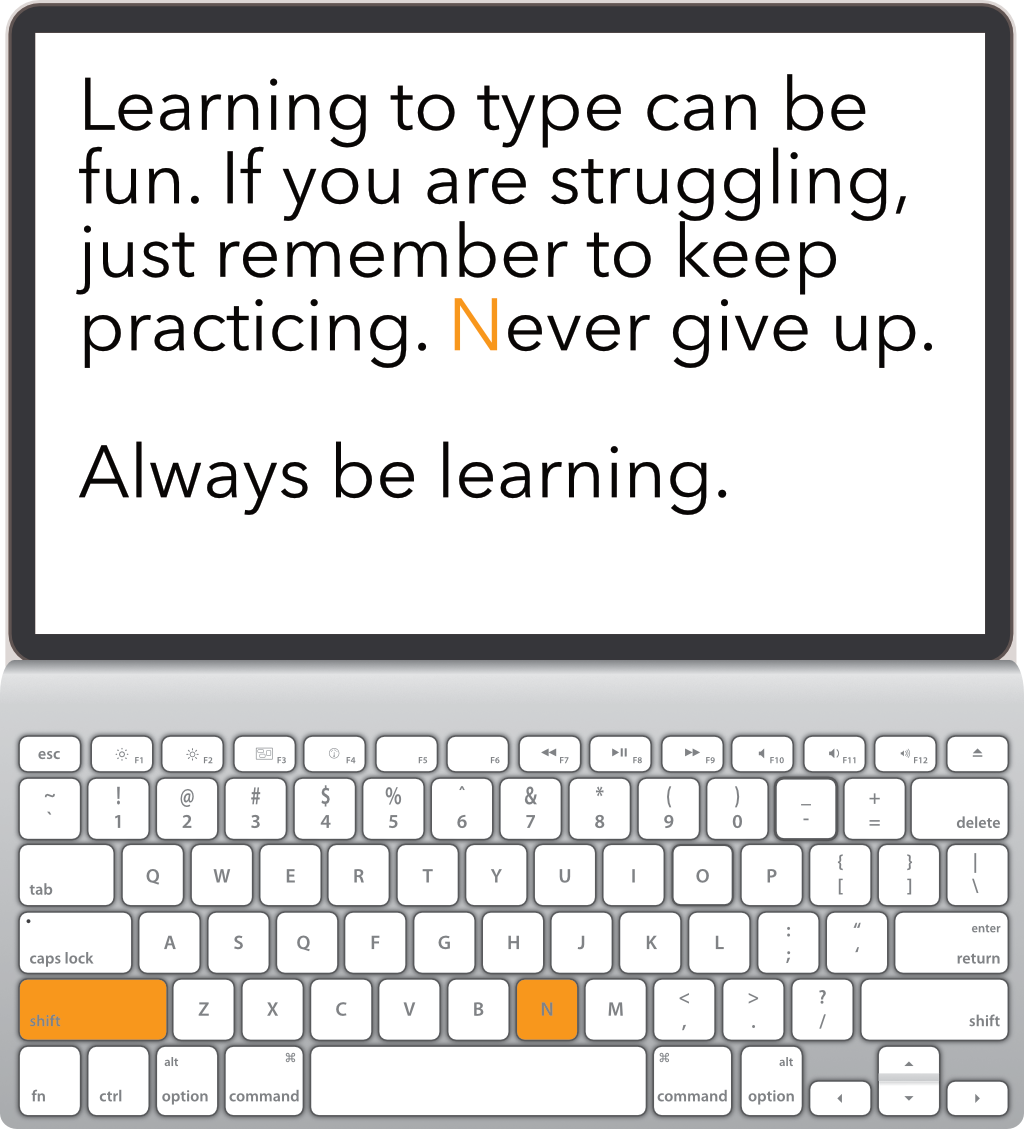 Learning to type can be
fun. If you are struggling,
just remember to keep
practicing. Never give up.
Always be learning.
esc F1 F2 F3 F4 F5 F6 F7 F8 F9 F10 F11 F12
~ ! @ # $ % ^ & * ( ) _ +
` 1 2 3 4 5 6 7 8 9 0 - = delete
tab Q W E R T Y U I O P { [ } ] | \
caps lock A S Q F G H J K L : ; “ ‘ enter return
shift Z X C V B N M < , > . ? / shift
fn ctrl alt option ⌘ command ⌘ command alt option